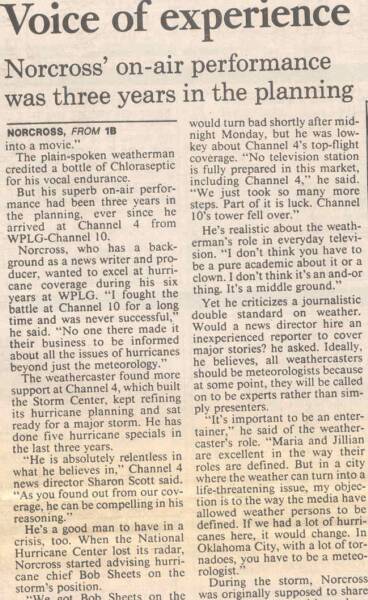 Voice of experience
Norcross' on-air performance
was three years in the planning
NORCROSS, FROM 1B
into a movie."
The plain-spoken weatherman
credited a bottle of Chloraseptic
for his vocal endurance.
But his superb on-air perfor-
mance had been three years in
the planning, ever since he
arrived at Channel 4 from
WPLG-Channel 10.
Norcross, who has a back-
ground as a news writer and pro-
ducer, wanted to excel at hurri-
cane coverage during his six
years at WPLG. "I fought the
battle at Channel 10 for a long
time and was never successful,"
he said. "No one there made it
their business to be informed
about all the issues of hurricanes
beyond just the meteorology."
The weathercaster found more
support at Channel 4, which built
the Storm Center, kept refining
its hurricane planning and sat
ready for a major storm. He has
done five hurricane specials in
the last three years.
"He is absolutely relentless in
what he believes in," Channel 4
news director Sharon Scott said.
"As you found out from our cov-
erage, he can be compelling in his
reasoning."
He's a good man to have in a
crisis, too. When the National
Hurricane Center lost its radar,
Norcross started advising hurri-
cane chief Bob Sheets on the
storm's position.
"We got Bob Sheets on the
would turn bad shortly after mid-
night Monday, but he was low-
key about Channel 4's top-flight
coverage. "No television station
is fully prepared in this market,
including Channel 4," he said.
"We just took so many more
steps. Part of it is luck. Channel
10's tower fell over."
He's realistic about the weath-
erman's role in everyday televi-
sion. "I don't think you have to
be a pure academic about it or a
clown. I don't think it's an and-or
thing. It's a middle ground."
Yet he criticizes a journalistic
double standard on weather.
Would a news director hire an
inexperienced reporter to cover
major stories? he asked. Ideally,
he believes, all weathercasters
should be meteorologists because
at some point, they will be called
on to be experts rather than sim-
ply presenters.
"It's important to be an enter-
tainer," he said of the weather-
caster's role. "Maria and Jillian
are excellent in the way their
roles are defined. But in a city
where the weather can turn into a
life-threatening issue, my objec-
tion is to the way the media have
allowed weather persons to be
defined. If we had a lot of hurri-
canes here, it would change. In
Oklahoma City, with a lot of tor-
nadoes, you have to be a meteo-
rologist."
During the storm, Norcross
was originally supposed to share